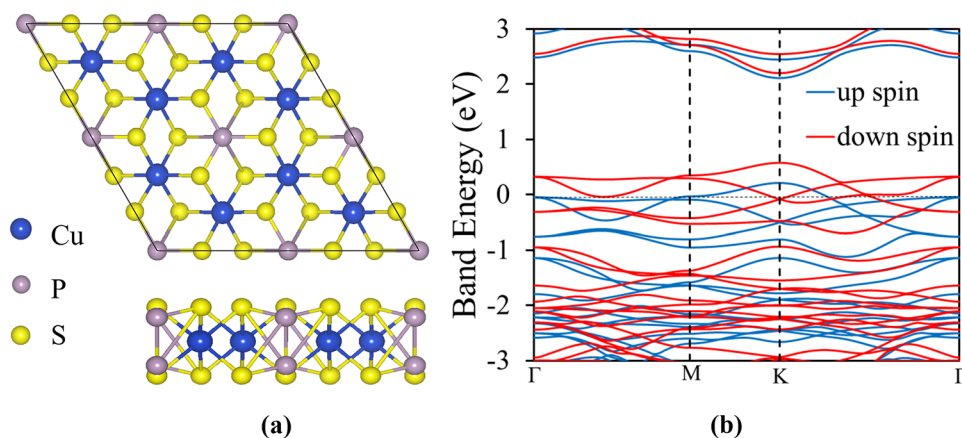 Cu
P
S
(a)
Band Energy (eV)
3
2
1
0
-1
-2
-3
up spin
down spin
Γ
M
K
Γ
(b)